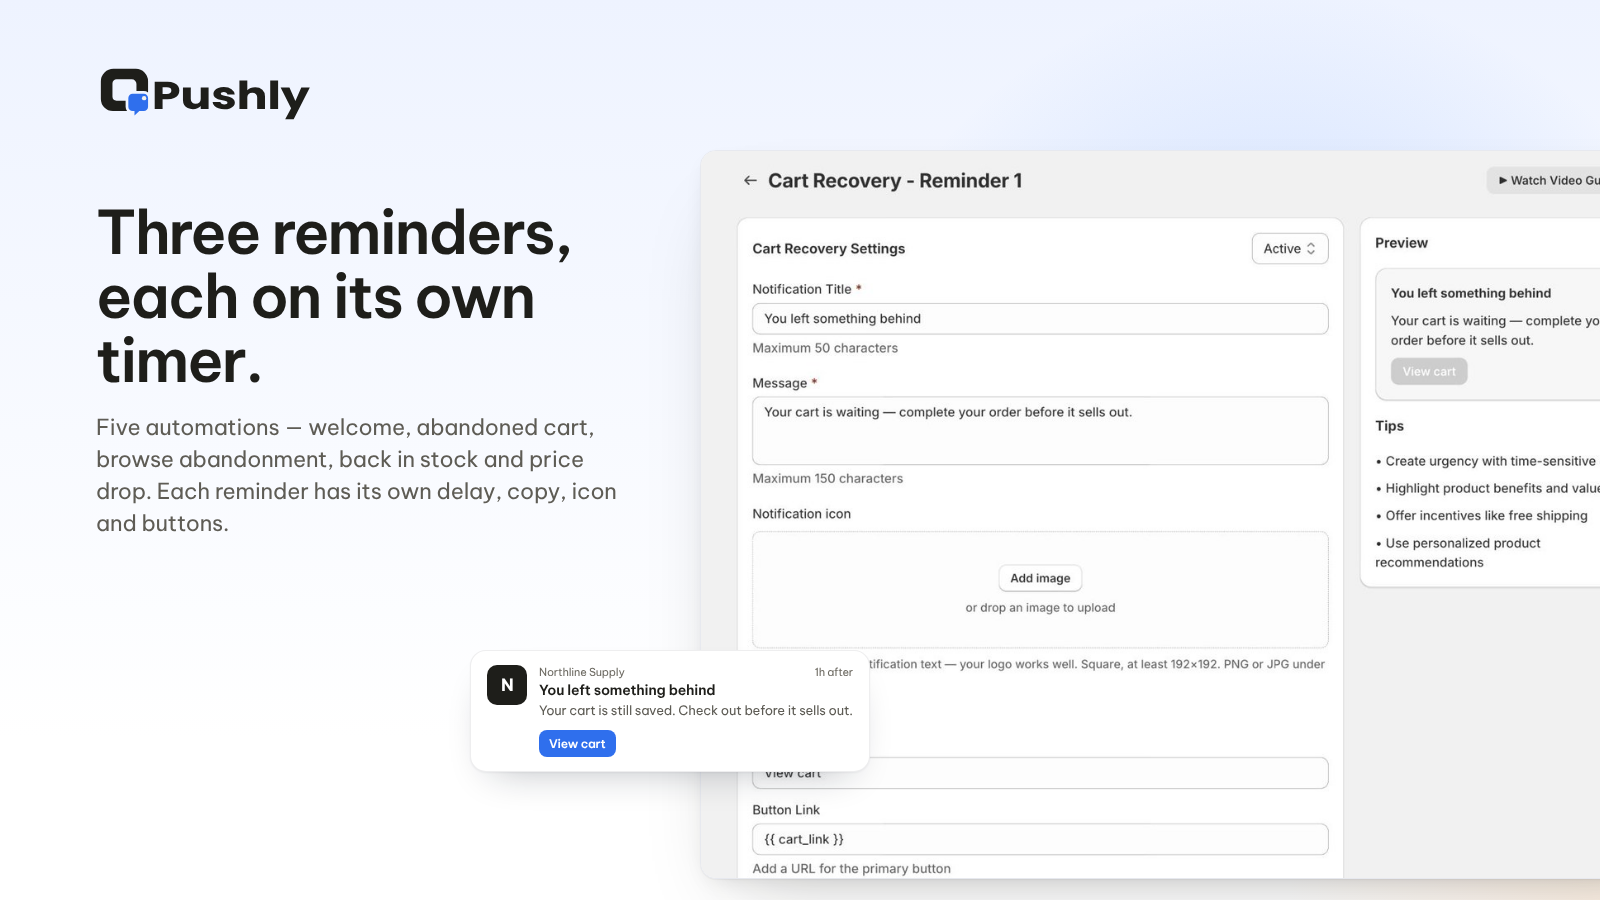 Pushly
Three reminders,
each on its own
timer.
Five automations — welcome, abandoned cart,
browse abandonment, back in stock and price
drop. Each reminder has its own delay, copy, icon
and buttons.
Cart Recovery - Reminder 1
Watch Video Gu
Cart Recovery Settings
Active
Notification Title *
You left something behind
Maximum 50 characters
Message *
Your cart is waiting — complete your order before it sells out.
Maximum 150 characters
Notification icon
Add image
or drop an image to upload
tification text — your logo works well. Square, at least 192×192. PNG or JPG under
View cart
Button Link
{{ cart_link }}
Add a URL for the primary button
Preview
You left something behind
Your cart is waiting — complete yo
order before it sells out.
View cart
Tips
• Create urgency with time-sensitive
• Highlight product benefits and value
• Offer incentives like free shipping
• Use personalized product
recommendations
N
Northline Supply
1h after
You left something behind
Your cart is still saved. Check out before it sells out.
View cart